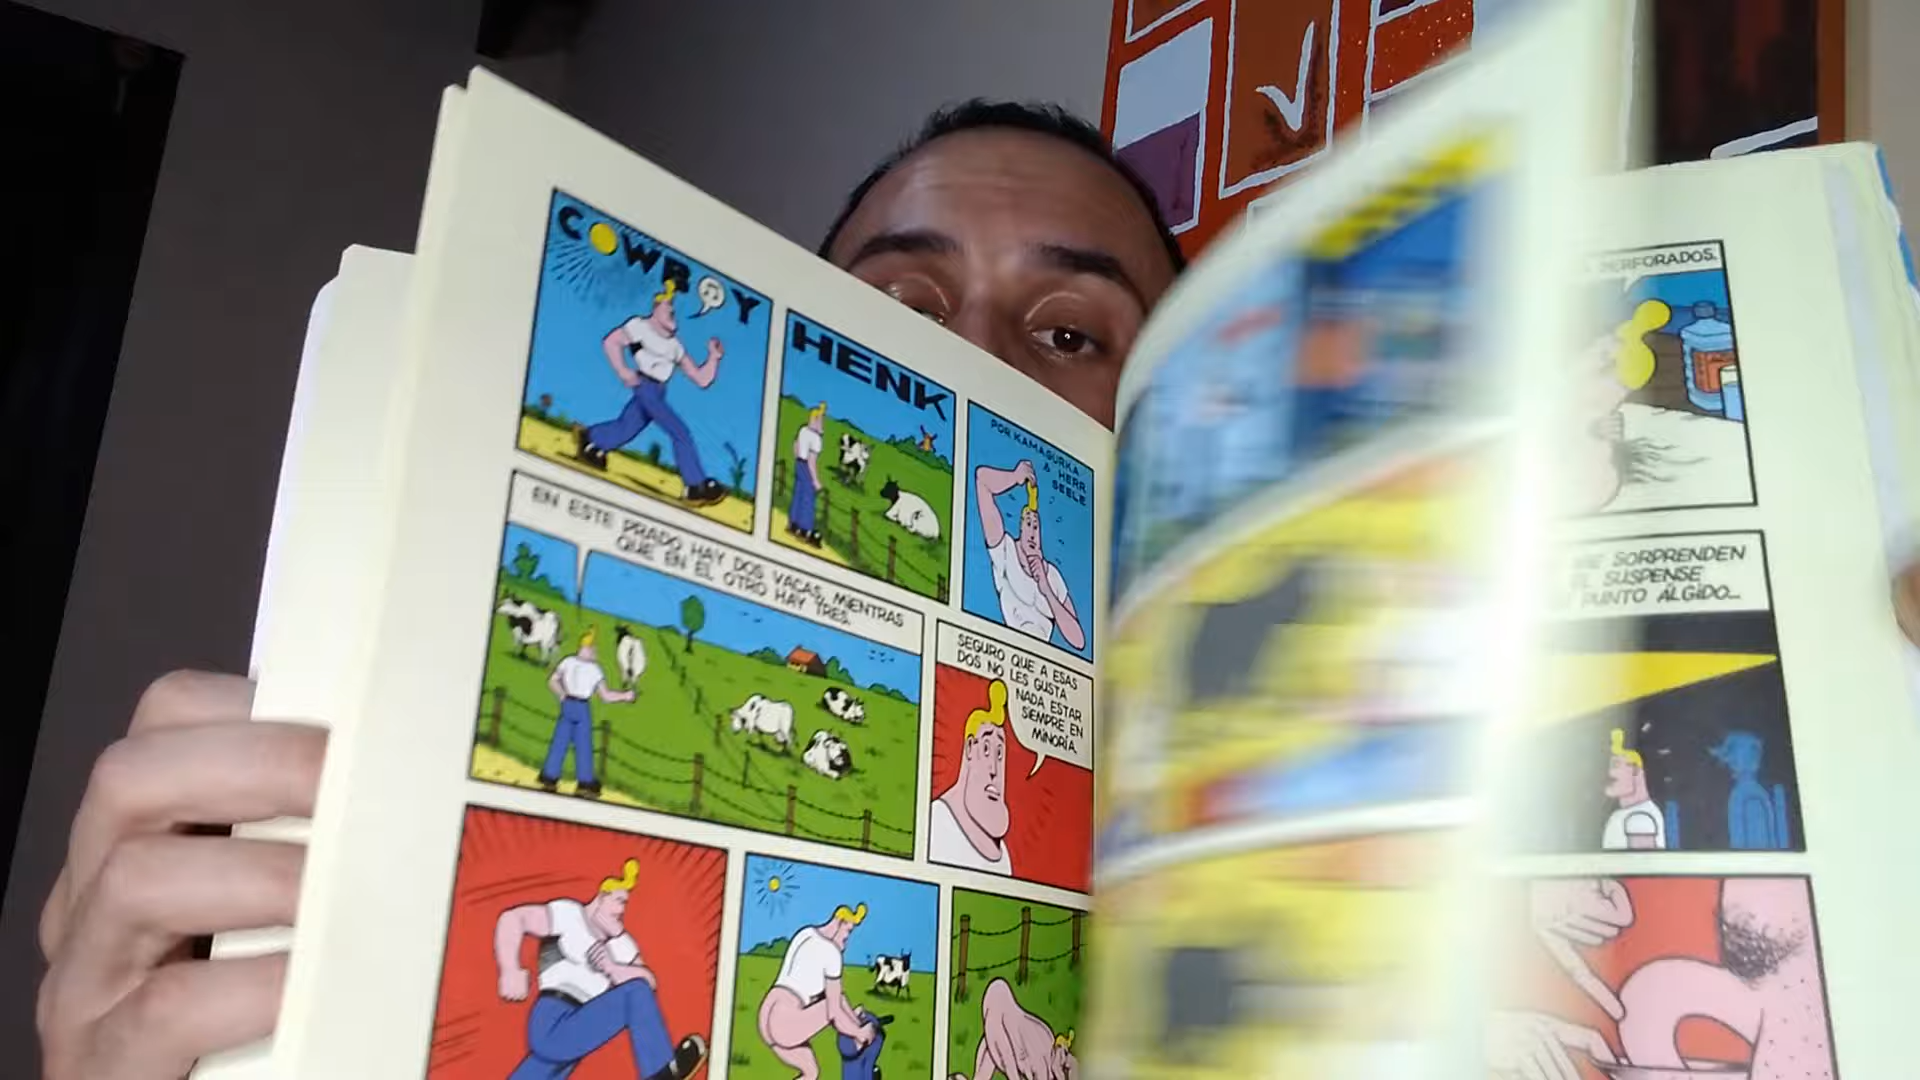 COWBOY
HENK
POR KAMAGURKA
& HERR
SEELE
EN ESTE PRADO HAY DOS VACAS, MIENTRAS
QUE EN EL OTRO HAY TRES.
SEGURO QUE A ESAS
DOS NO LES GUSTA
NADA ESTAR
SIEMPRE EN
MINORÍA.
PERFORADOS.
SORPRENDEN
SUSPENSE
PUNTO ÁLGIDO...